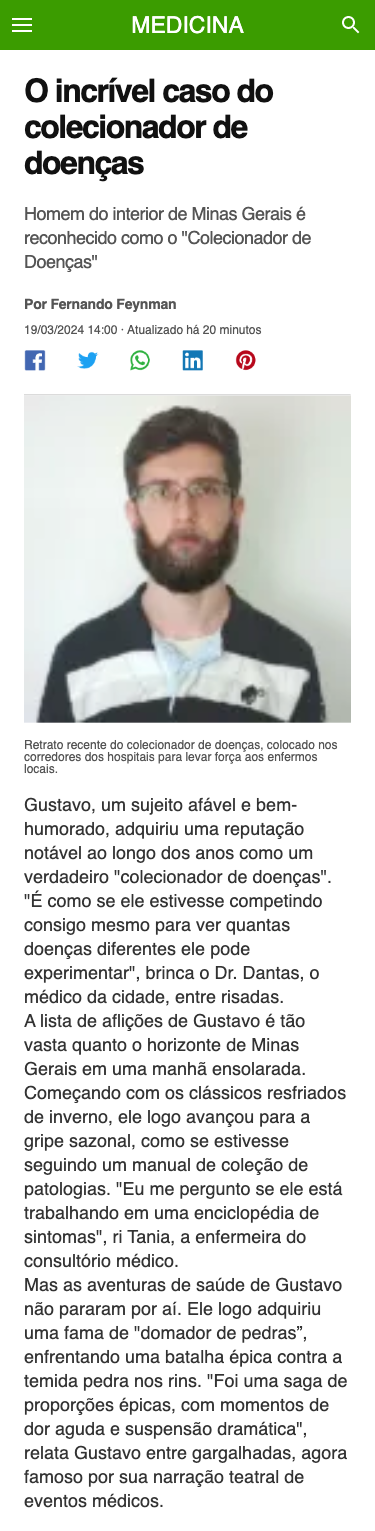 MEDICINA
O incrível caso do
colecionador de
doenças
Homem do interior de Minas Gerais é
reconhecido como o "Colecionador de
Doenças"
Por Fernando Feynman
19/03/2024 14:00 · Atualizado há 20 minutos
Retrato recente do colecionador de doenças, colocado nos
corredores dos hospitais para levar força aos enfermos
locais.
Gustavo, um sujeito afável e bem-
humorado, adquiriu uma reputação
notável ao longo dos anos como um
verdadeiro "colecionador de doenças".
"É como se ele estivesse competindo
consigo mesmo para ver quantas
doenças diferentes ele pode
experimentar", brinca o Dr. Dantas, o
médico da cidade, entre risadas.
A lista de aflições de Gustavo é tão
vasta quanto o horizonte de Minas
Gerais em uma manhã ensolarada.
Começando com os clássicos resfriados
de inverno, ele logo avançou para a
gripe sazonal, como se estivesse
seguindo um manual de coleção de
patologias. "Eu me pergunto se ele está
trabalhando em uma enciclopédia de
sintomas", ri Tania, a enfermeira do
consultório médico.
Mas as aventuras de saúde de Gustavo
não pararam por aí. Ele logo adquiriu
uma fama de "domador de pedras”,
enfrentando uma batalha épica contra a
temida pedra nos rins. "Foi uma saga de
proporções épicas, com momentos de
dor aguda e suspensão dramática",
relata Gustavo entre gargalhadas, agora
famoso por sua narração teatral de
eventos médicos.